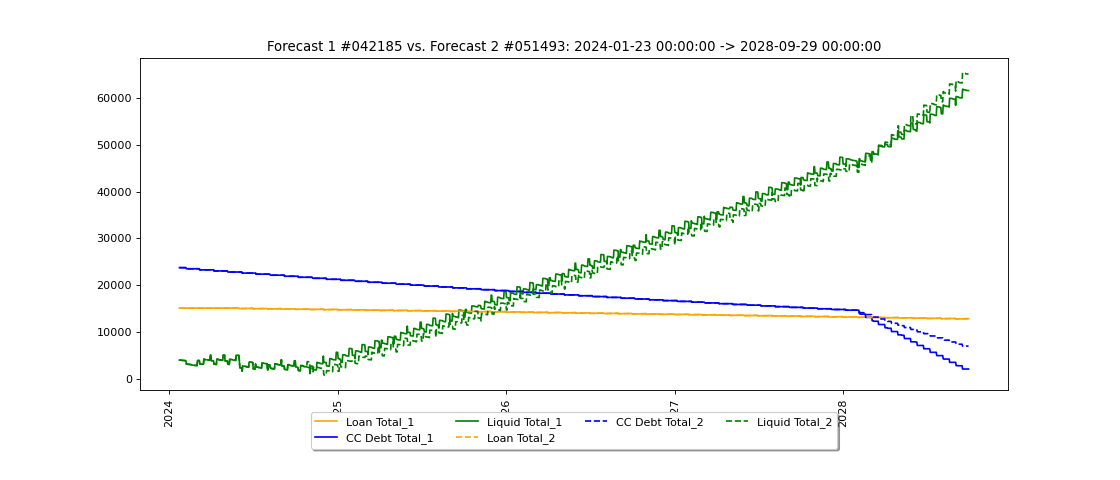 Forecast 1 #042185 vs. Forecast 2 #051493: 2024-01-23 00:00:00 -> 2028-09-29 00:00:00
60000
50000
40000
30000
20000
10000
0
2024
25
26
27
2028
Loan Total_1
Liquid Total_1
CC Debt Total_2
Liquid Total_2
CC Debt Total_1
Loan Total_2